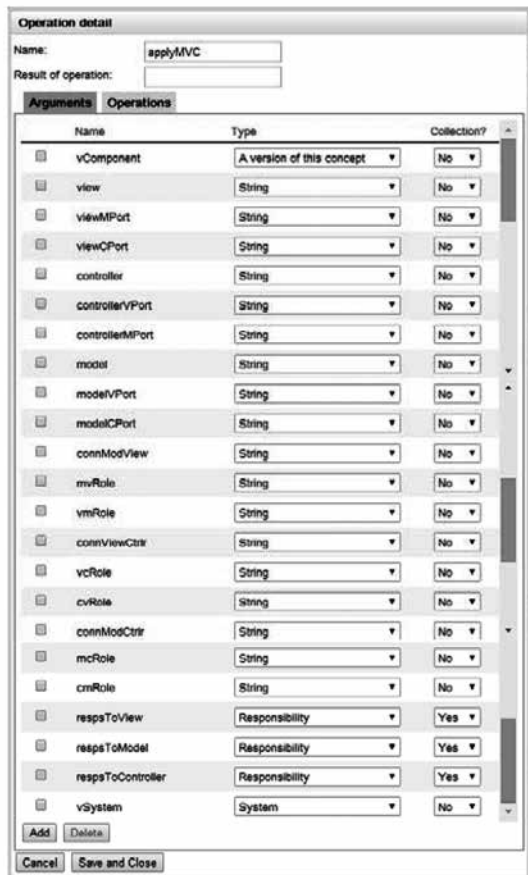 Operation detail
Name: applyMVC
Result of operation:
Arguments Operations
Name Type Collection?
vComponent A version of this concept No
view String No
viewMPort String No
viewCPort String No
controller String No
controllerVPort String No
controllerMPort String No
model String No
modelVPort String No
modelCPort String No
connModView String No
mvRole String No
vmRole String No
connViewCtrlr String No
vcRole String No
cvRole String No
connModCtrlr String No
mcRole String No
cmRole String No
respsToView Responsibility Yes
respsToModel Responsibility Yes
respsToController Responsibility Yes
vSystem System No
Add Delete
Cancel Save and Close